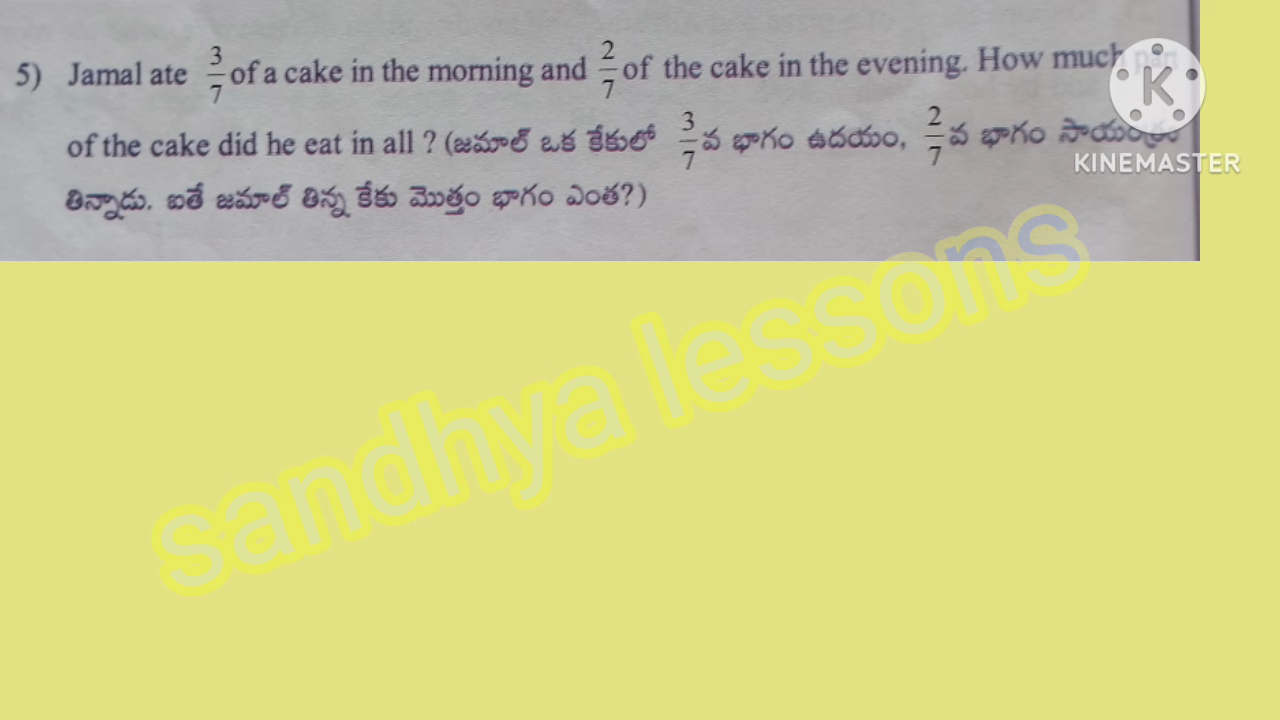 5) Jamal ate 3/7 of a cake in the morning and 2/7 of the cake in the evening. How much part
of the cake did he eat in all ? (జమాల్ ఒక కేకులో 3/7 వ భాగం ఉదయం, 2/7 వ భాగం సాయంత్రం
తిన్నాడు. ఐతే జమాల్ తిన్న కేకు మొత్తం భాగం ఎంత?)
K
KINEMASTER
sandhya lessons